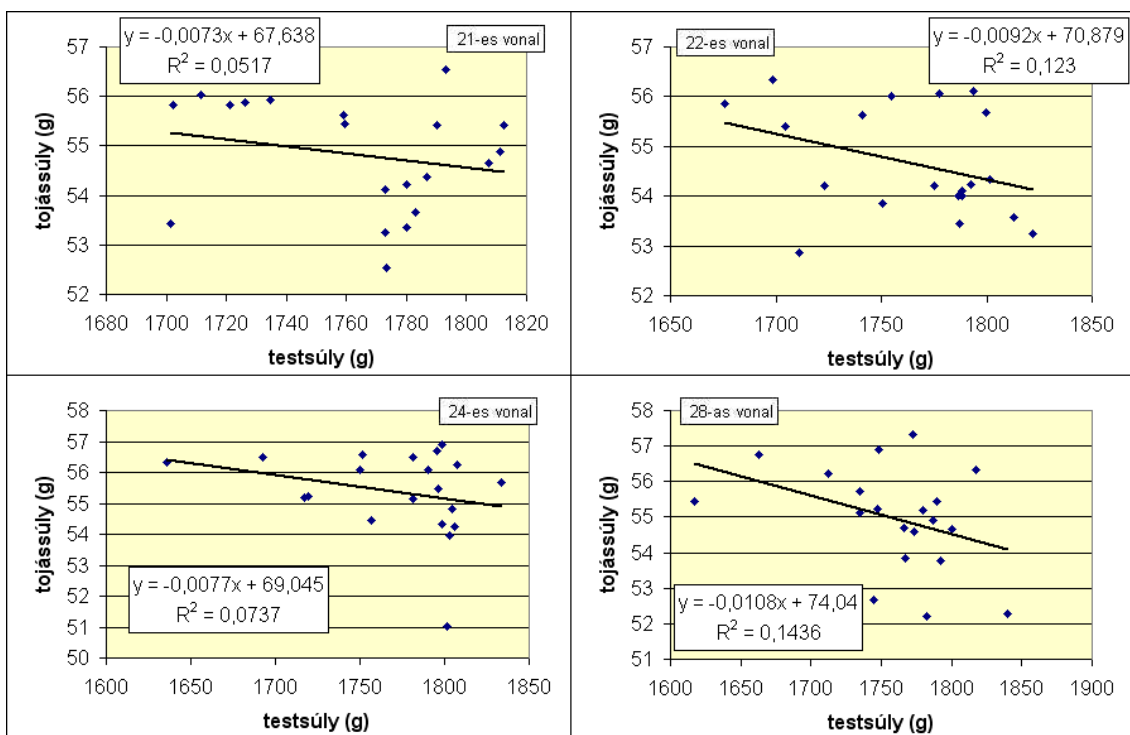 y = -0,0073x + 67,638
R² = 0,0517
21-es vonal
57
56
55
54
53
52
tojássúly (g)
1680 1700 1720 1740 1760 1780 1800 1820
testsúly (g)
22-es vonal
y = -0,0092x + 70,879
R² = 0,123
57
56
55
54
53
52
tojássúly (g)
1650 1700 1750 1800 1850
testsúly (g)
24-es vonal
58
57
56
55
54
53
52
51
50
tojássúly (g)
y = -0,0077x + 69,045
R² = 0,0737
1600 1650 1700 1750 1800 1850
testsúly (g)
28-as vonal
58
57
56
55
54
53
52
51
tojássúly (g)
y = -0,0108x + 74,04
R² = 0,1436
1600 1650 1700 1750 1800 1850 1900
testsúly (g)